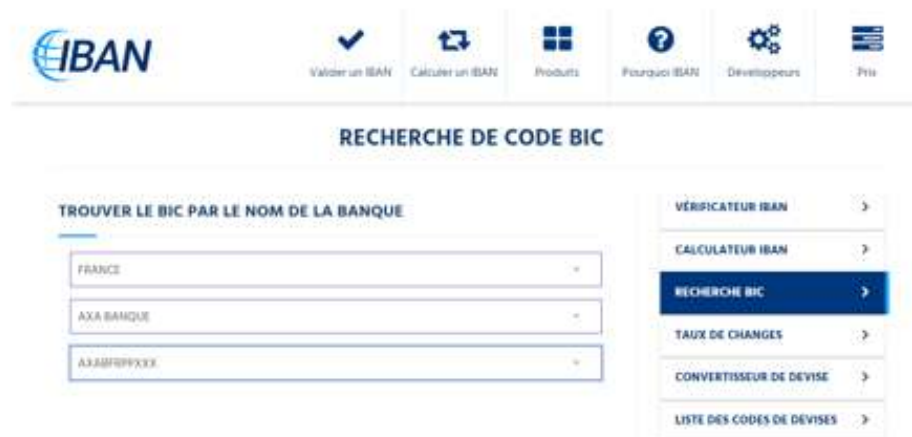 IBAN
Valider un IBAN
Calculer un IBAN
Produits
Pourquoi IBAN
Développeurs
Prix
RECHERCHE DE CODE BIC
TROUVER LE BIC PAR LE NOM DE LA BANQUE
FRANCE
AXA BANQUE
AXABFRPPXXX
VÉRIFICATEUR IBAN
CALCULATEUR IBAN
RECHERCHE BIC
TAUX DE CHANGES
CONVERTISSEUR DE DEVISE
LISTE DES CODES DE DEVISES